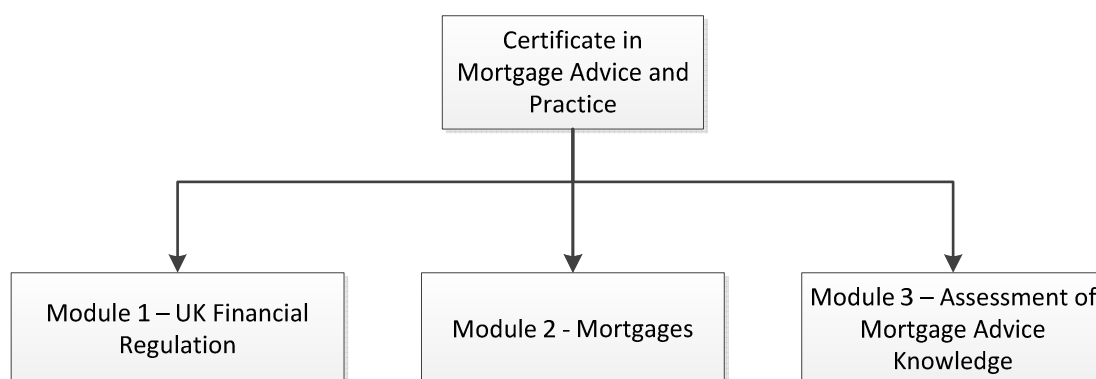 Certificate in
Mortgage Advice and
Practice
Module 1 – UK Financial
Regulation
Module 2 - Mortgages
Module 3 – Assessment of
Mortgage Advice
Knowledge